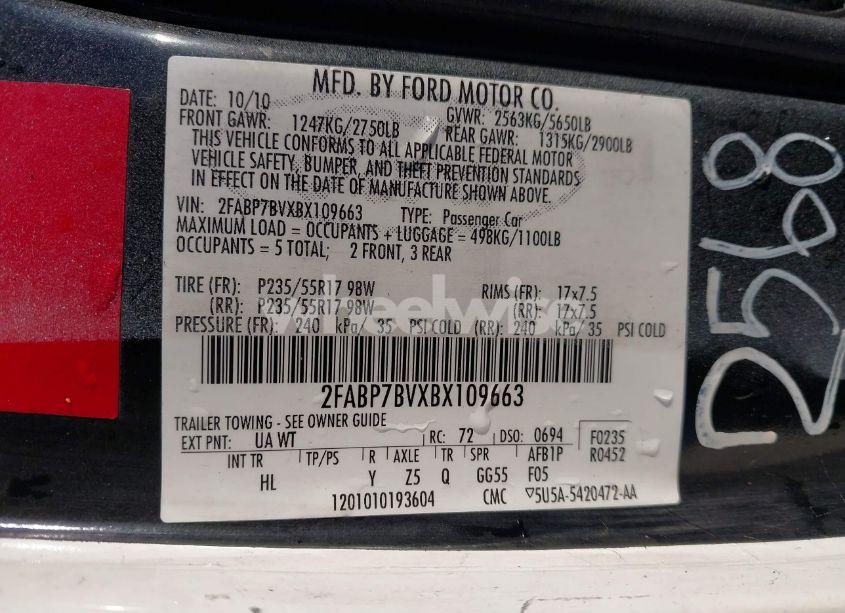 MFD. BY FORD MOTOR CO.
DATE: 10/10 GVWR: 2563KG/5650LB
FRONT GAWR: 1247KG/2750LB REAR GAWR: 1315KG/2900LB
THIS VEHICLE CONFORMS TO ALL APPLICABLE FEDERAL MOTOR
VEHICLE SAFETY, BUMPER, AND THEFT PREVENTION STANDARDS
IN EFFECT ON THE DATE OF MANUFACTURE SHOWN ABOVE.
VIN: 2FABP7BVXBX109663 TYPE: Passenger Car
MAXIMUM LOAD = OCCUPANTS + LUGGAGE = 498KG/1100LB
OCCUPANTS = 5 TOTAL; 2 FRONT, 3 REAR
TIRE (FR): P235/55R17 98W RIMS (FR): 17x7.5
(RR): P235/55R17 98W (RR): 17x7.5
PRESSURE (FR): 240 kPa/ 35 PSI COLD (RR): 240 kPa/ 35 PSI COLD
wheelwise
2FABP7BVXBX109663
TRAILER TOWING - SEE OWNER GUIDE
EXT PNT: UA WT RC: 72 DSO: 0694 F0235
R0452
INT TR TP/PS R AXLE TR SPR AFB1P
HL Y Z5 Q GG55 F05
1201010193604 CMC ▽5U5A-5420472-AA
2568